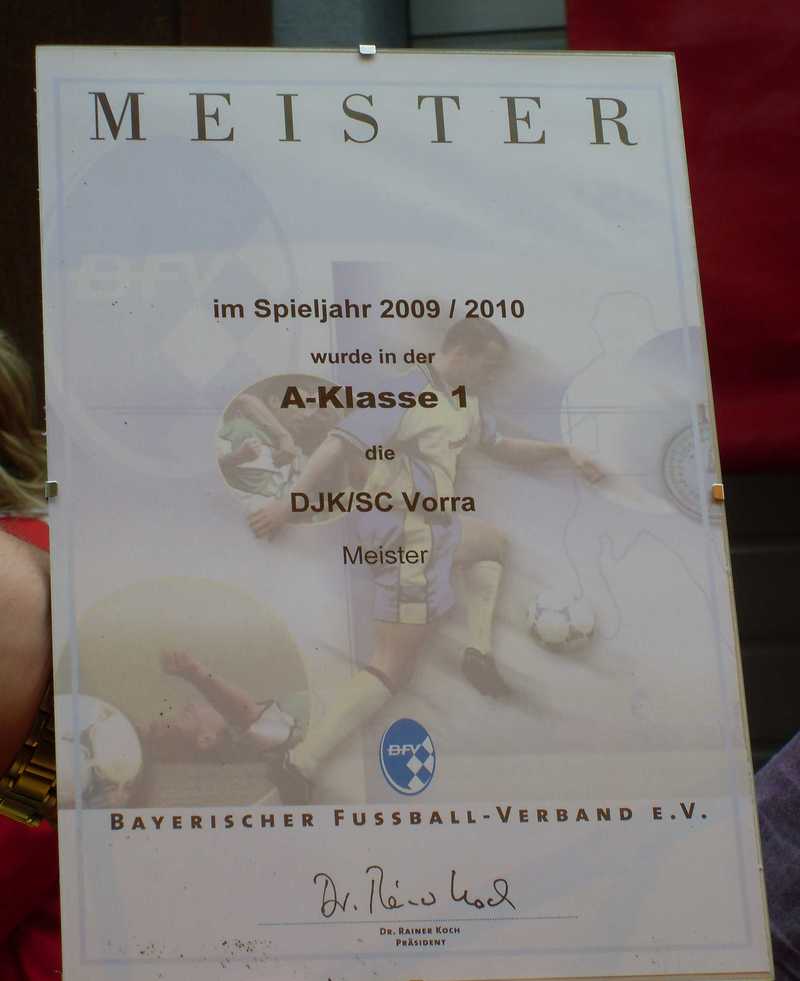 MEISTER
BFV
im Spieljahr 2009 / 2010
wurde in der
A-Klasse 1
die
DJK/SC Vorra
Meister
BFV
BAYERISCHER FUSSBALL-VERBAND E.V.
Dr. Rainer Koch
DR. RAINER KOCH
PRÄSIDENT